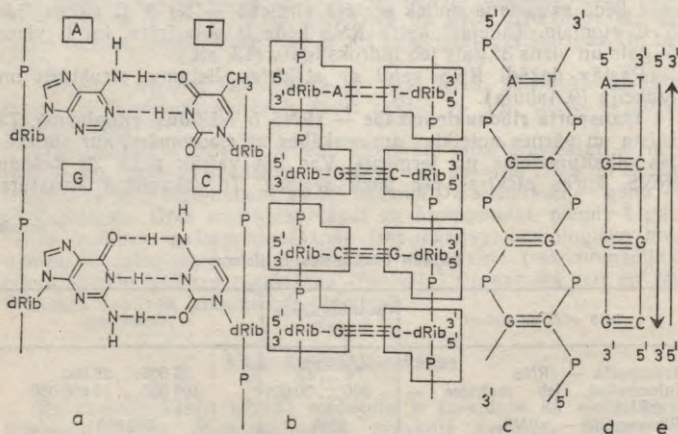 A
T
H
P
N
N-H
O
CH₃
N
N
N
H-N
N
O
dRib
dRib
G
C
H
P
P
N
O
H-N
N
N-H
N
dRib
N
N-H
O
N
dRib
H
P
P
a
P
5'
3'
dRib-A
T-dRib
3'
5'
P
P
5'
3'
dRib-G
C-dRib
3'
5'
P
P
5'
3'
dRib-C
G-dRib
3'
5'
P
P
5'
3'
dRib-G
C-dRib
3'
5'
P
b
5'
3'
P
A
T
P
P
G
C
P
P
C
G
P
P
G
C
P
3'
5'
c
5'
3'
A
T
G
C
C
G
G
C
3'
5'
d
5'
3'
3'
5'
e